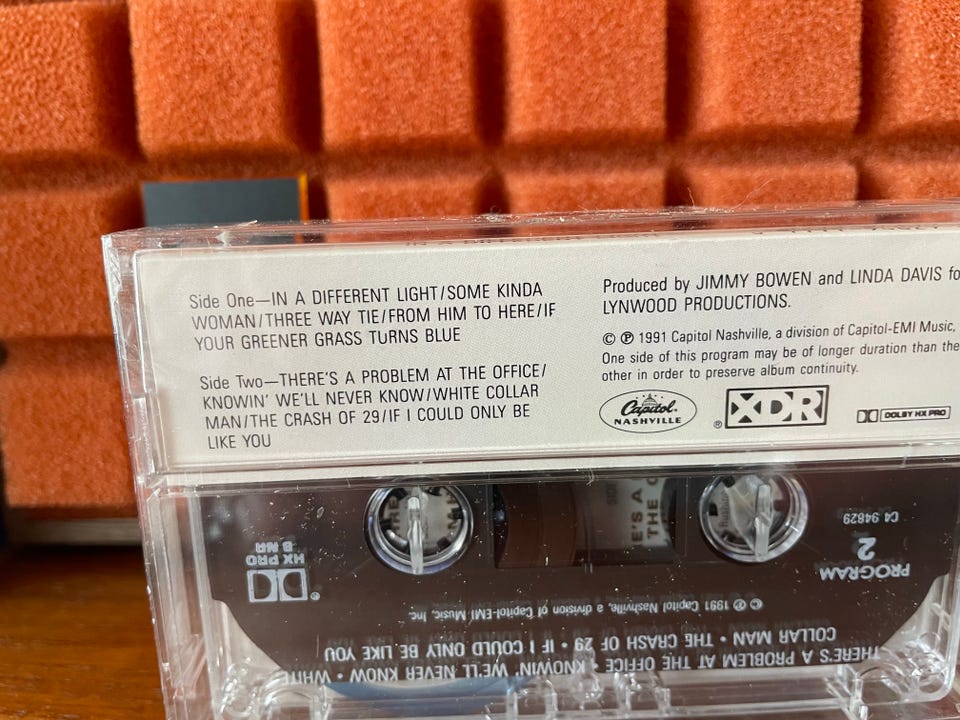 Side One—IN A DIFFERENT LIGHT/SOME KINDA
WOMAN/THREE WAY TIE/FROM HIM TO HERE/IF
YOUR GREENER GRASS TURNS BLUE
Side Two—THERE'S A PROBLEM AT THE OFFICE/
KNOWIN' WE'LL NEVER KNOW/WHITE COLLAR
MAN/THE CRASH OF 29/IF I COULD ONLY BE
LIKE YOU
Produced by JIMMY BOWEN and LINDA DAVIS fo
LYNWOOD PRODUCTIONS.
© ℗ 1991 Capitol Nashville, a division of Capitol-EMI Music,
One side of this program may be of longer duration than the
other in order to preserve album continuity.
Capitol
NASHVILLE
® XDR
DOLBY HX PRO
THERE'S A PROBLEM AT THE OFFICE • KNOWIN' WE'LL NEVER KNOW • WHITE
COLLAR MAN • THE CRASH OF 29 • IF I COULD ONLY BE LIKE YOU
© ℗ 1991 Capitol Nashville, a division of Capitol-EMI Music, Inc.
PROGRAM
2
C4 94829
HX PRO
B NR
E'S A
THE C